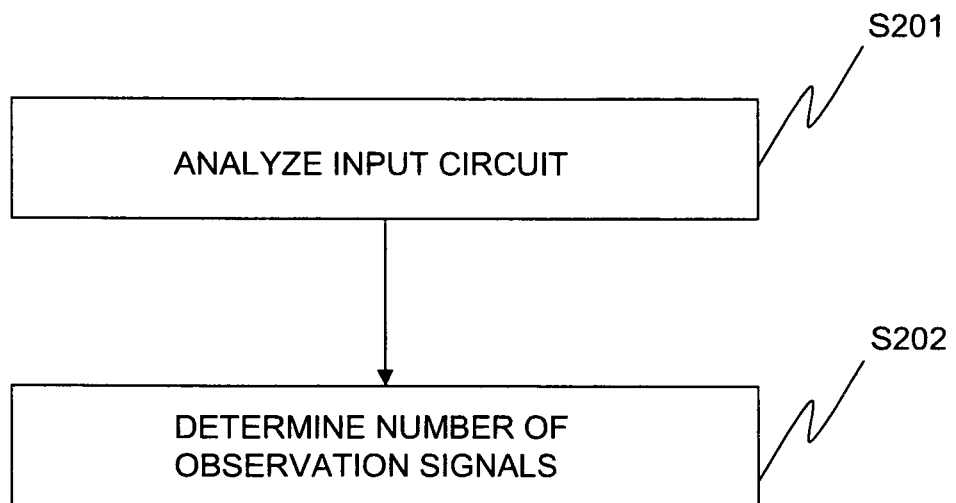 S201
ANALYZE INPUT CIRCUIT
S202
DETERMINE NUMBER OF
OBSERVATION SIGNALS